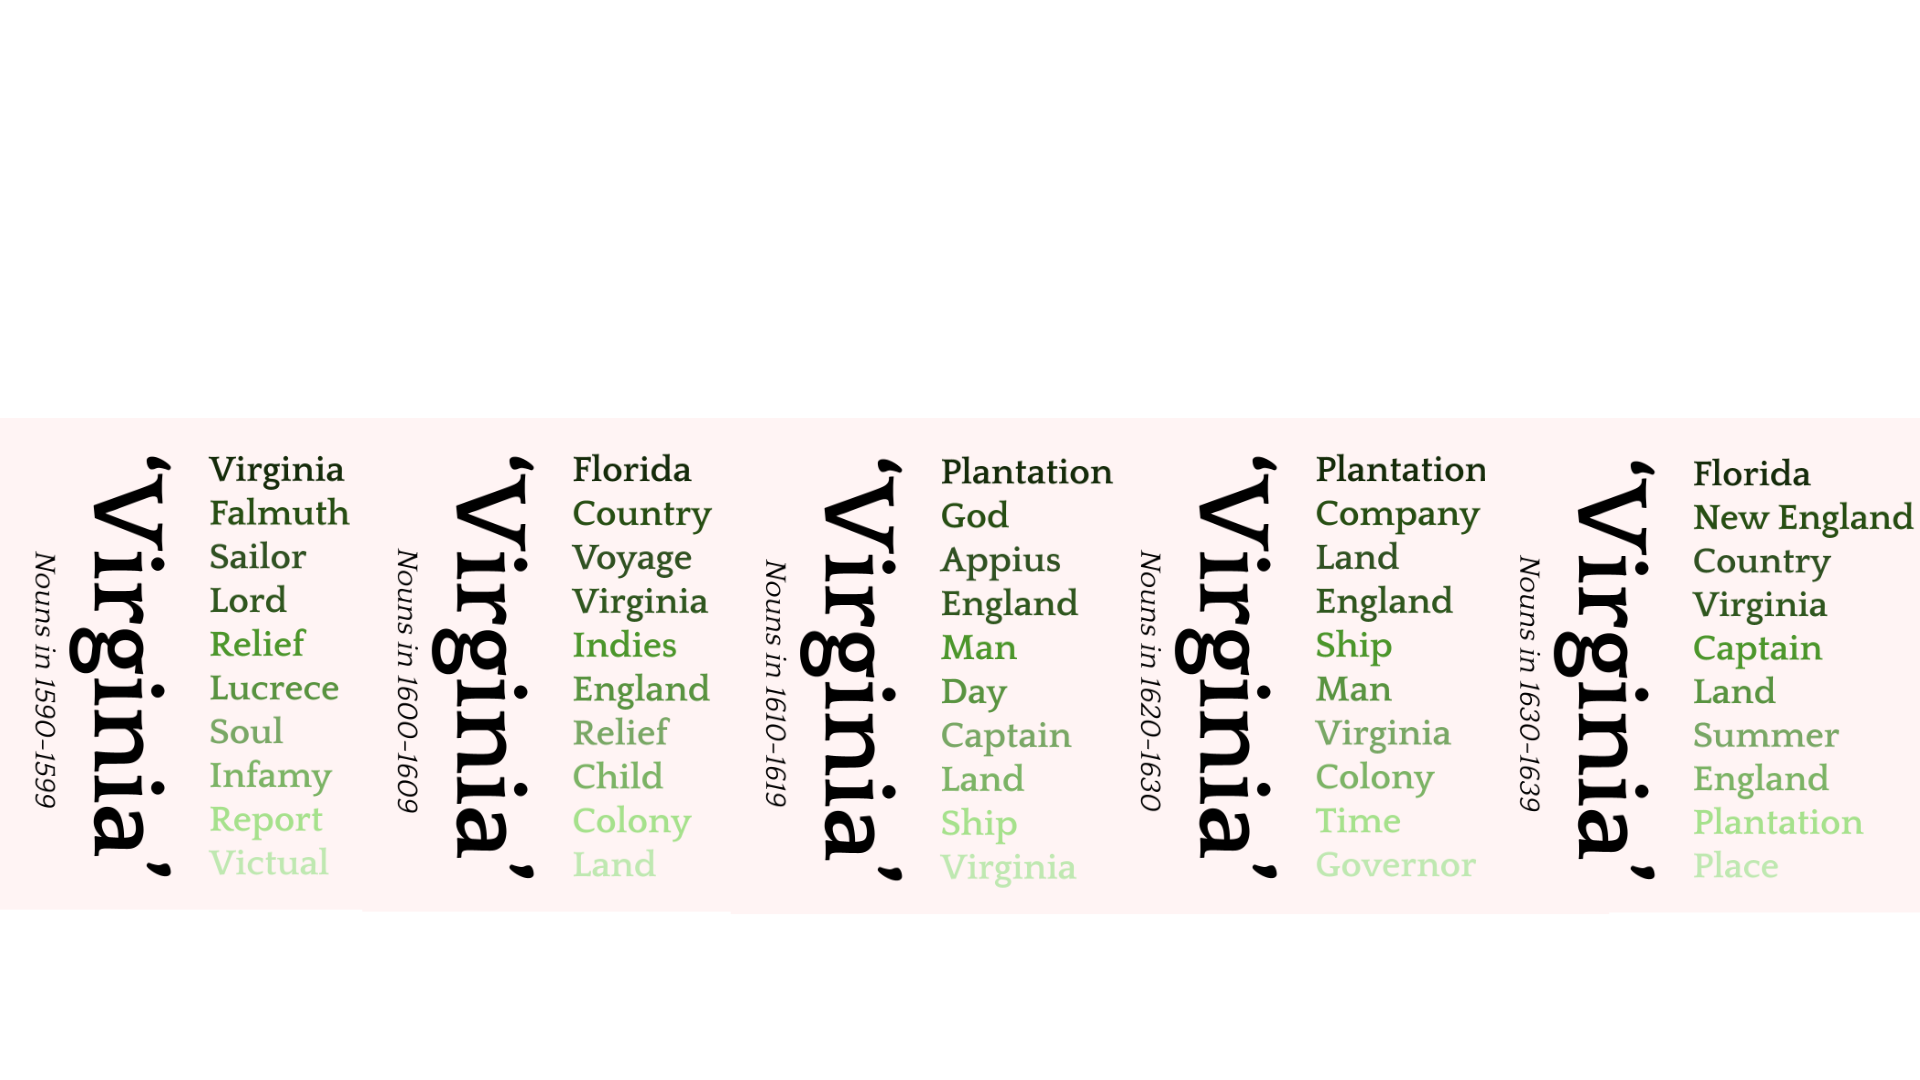 Nouns in 1590-1599
‘Virginia’
Virginia
Falmuth
Sailor
Lord
Relief
Lucrece
Soul
Infamy
Report
Victual
Nouns in 1600-1609
‘Virginia’
Florida
Country
Voyage
Virginia
Indies
England
Relief
Child
Colony
Land
Nouns in 1610-1619
‘Virginia’
Plantation
God
Appius
England
Man
Day
Captain
Land
Ship
Virginia
Nouns in 1620-1630
‘Virginia’
Plantation
Company
Land
England
Ship
Man
Virginia
Colony
Time
Governor
Nouns in 1630-1639
‘Virginia’
Florida
New England
Country
Virginia
Captain
Land
Summer
England
Plantation
Place